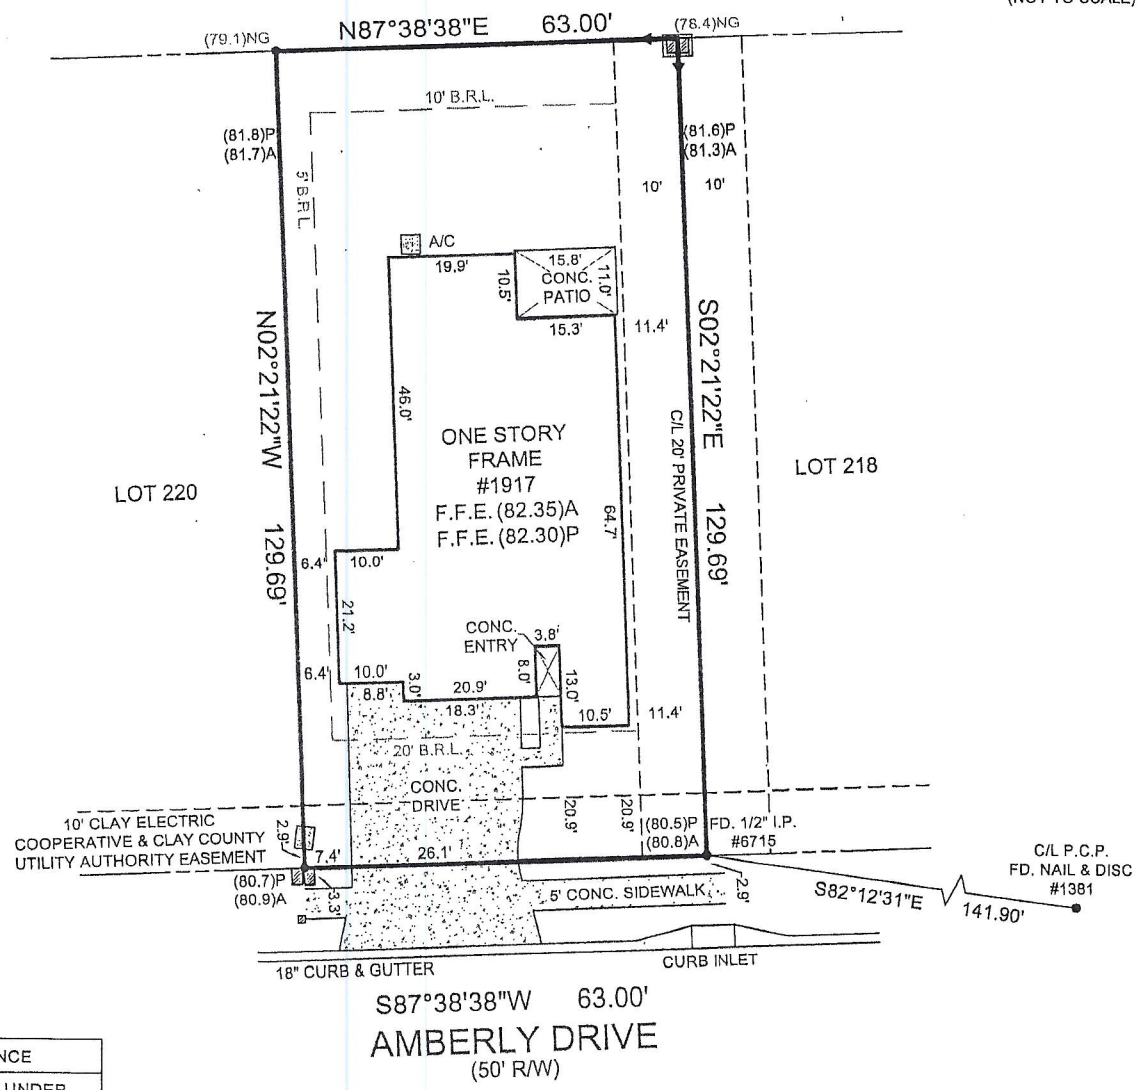 (NOT TO SCALE)
N87°38'38"E 63.00'
(79.1)NG
(78.4)NG
10' B.R.L.
(81.8)P
(81.7)A
(81.6)P
(81.3)A
5' B.R.L
10' 10'
A/C
19.9'
15.8'
CONC.
PATIO
11.0'
10.5'
15.3'
11.4'
N02°21'22"W 129.69'
S02°21'22"E 129.69'
C/L 20' PRIVATE EASEMENT
46.0'
ONE STORY
FRAME
#1917
F.F.E. (82.35)A
F.F.E. (82.30)P
64.7'
LOT 220
LOT 218
6.4'
10.0'
21.2'
CONC.
ENTRY
3.8'
8.0'
13.0'
6.4'
10.0'
8.8'
3.0'
20.9'
18.3'
10.5'
11.4'
20' B.R.L.
CONC.
DRIVE
10' CLAY ELECTRIC
COOPERATIVE & CLAY COUNTY
UTILITY AUTHORITY EASEMENT
2.9'
7.4'
26.1'
20.9'
20.9'
(80.5)P
(80.8)A
FD. 1/2" I.P.
#6715
(80.7)P
(80.9)A
3.3'
5' CONC. SIDEWALK
2.9'
S82°12'31"E
141.90'
C/L P.C.P.
FD. NAIL & DISC
#1381
18" CURB & GUTTER
CURB INLET
S87°38'38"W 63.00'
AMBERLY DRIVE
(50' R/W)
UNDER